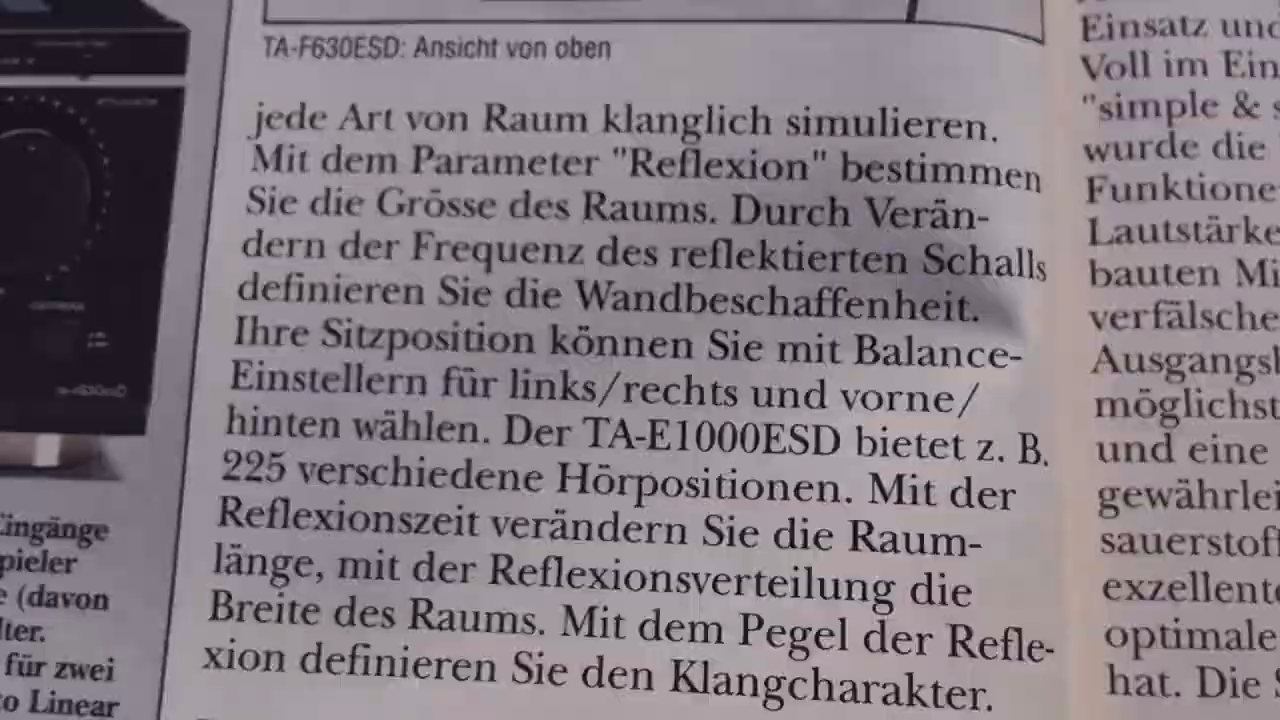 TA-F630ESD: Ansicht von oben
jede Art von Raum klanglich simulieren.
Mit dem Parameter "Reflexion" bestimmen
Sie die Grösse des Raums. Durch Verän-
dern der Frequenz des reflektierten Schalls
definieren Sie die Wandbeschaffenheit.
Ihre Sitzposition können Sie mit Balance-
Einstellern für links/rechts und vorne/
hinten wählen. Der TA-E1000ESD bietet z. B.
225 verschiedene Hörpositionen. Mit der
Reflexionszeit verändern Sie die Raum-
länge, mit der Reflexionsverteilung die
Breite des Raums. Mit dem Pegel der Refle-
xion definieren Sie den Klangcharakter.
Eingänge
pieler
(davon
lter.
für zwei
o Linear
Einsatz und
Voll im Ein
"simple &
wurde die
Funktione
Lautstärke
bauten Mi
verfälsche
Ausgangsl
möglichst
und eine
gewährlei
sauerstoff
exzellente
optimale
hat. Die